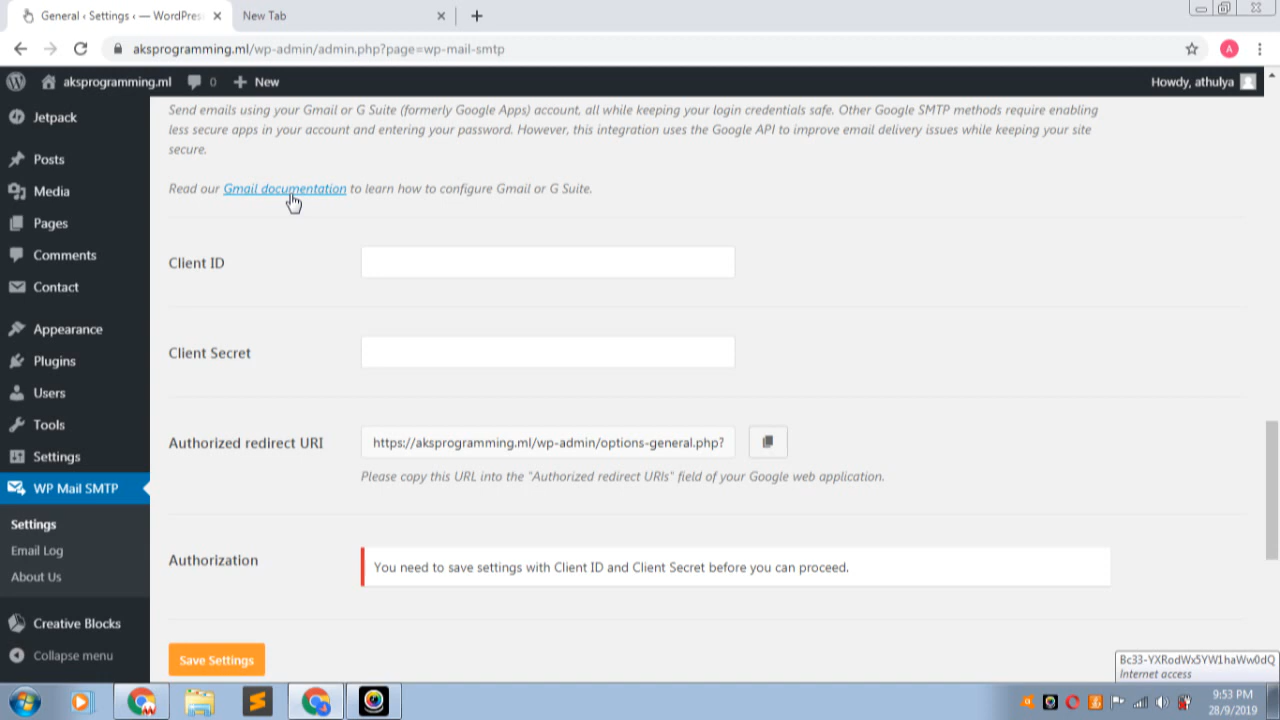 General ‹ Settings ‹ — WordPress
New Tab
aksprogramming.ml/wp-admin/admin.php?page=wp-mail-smtp
A
aksprogramming.ml
0
New
Howdy, athulya
Jetpack
Posts
Media
Pages
Comments
Contact
Appearance
Plugins
Users
Tools
Settings
WP Mail SMTP
Settings
Email Log
About Us
Creative Blocks
Collapse menu
Send emails using your Gmail or G Suite (formerly Google Apps) account, all while keeping your login credentials safe. Other Google SMTP methods require enabling
less secure apps in your account and entering your password. However, this integration uses the Google API to improve email delivery issues while keeping your site
secure.
Read our Gmail documentation to learn how to configure Gmail or G Suite.
Client ID
Client Secret
Authorized redirect URI
https://aksprogramming.ml/wp-admin/options-general.php?
Please copy this URL into the "Authorized redirect URIs" field of your Google web application.
Authorization
You need to save settings with Client ID and Client Secret before you can proceed.
Save Settings
Bc33-YXRodWx5YW1haWw0dQ
Internet access
9:53 PM
28/9/2019